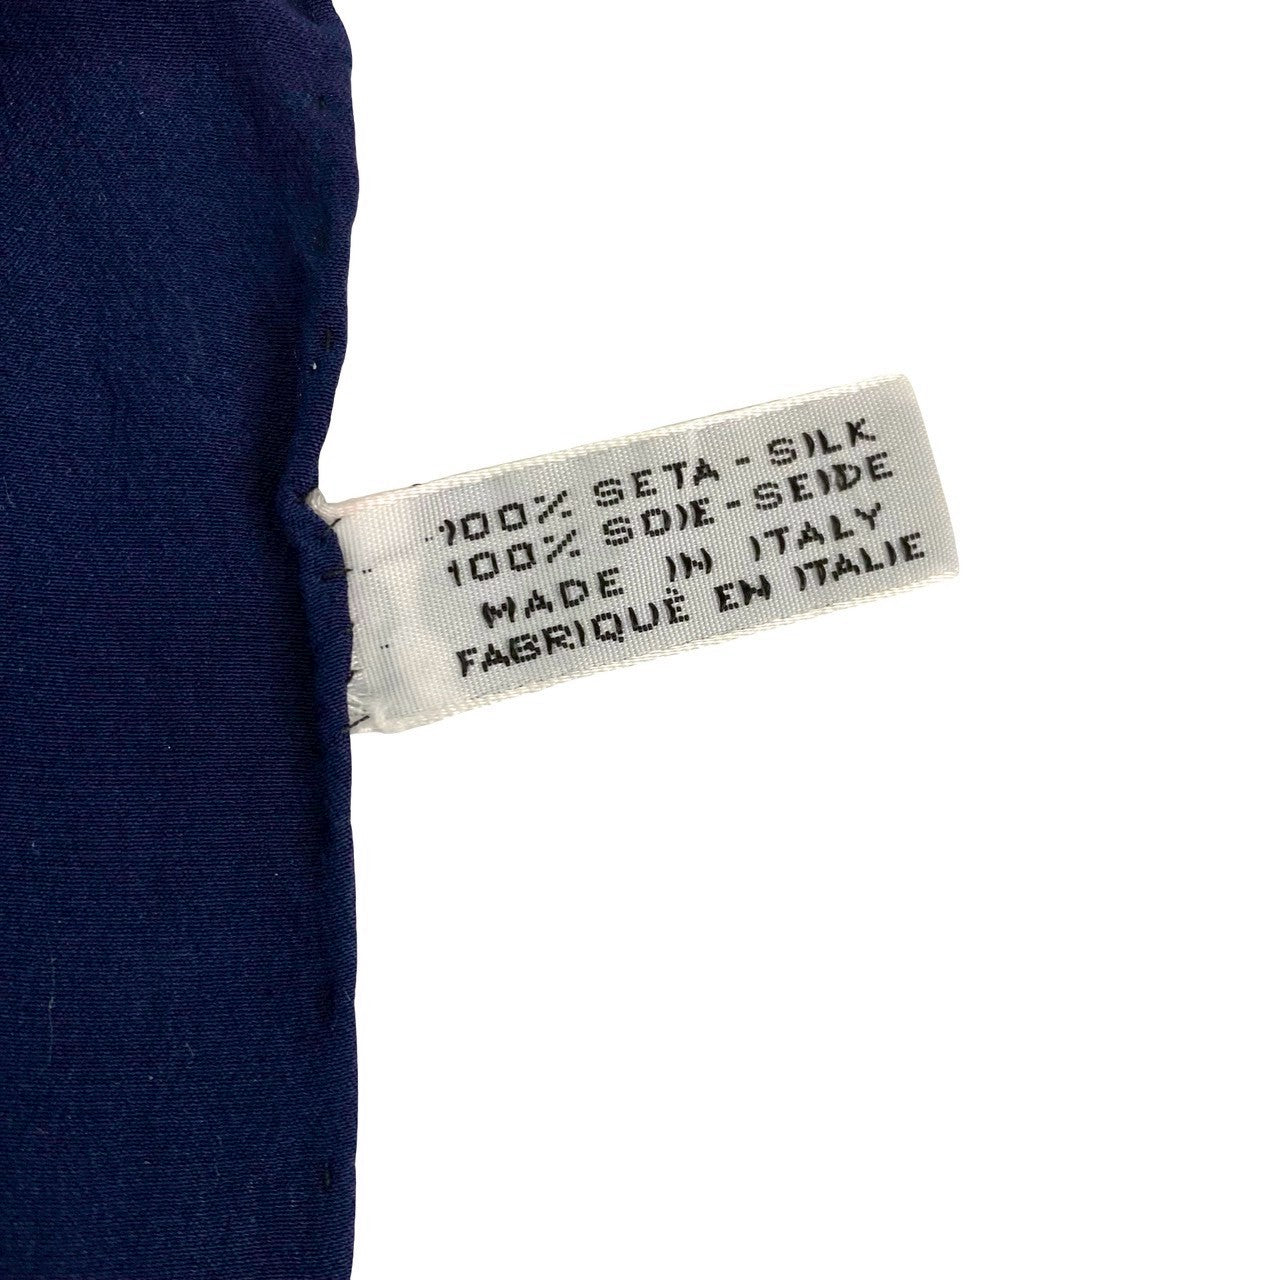 100% SETA - SILK
100% SOIE - SEIDE
MADE IN ITALY
FABRIQUÉ EN ITALIE